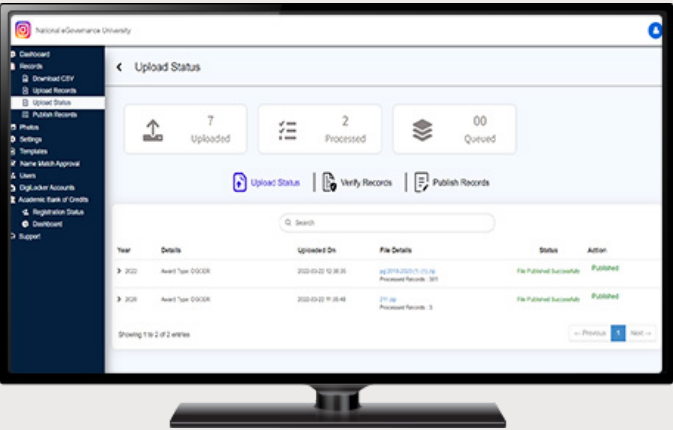 National eGovernance University
Dashboard
Records
Download CSV
Upload Records
Upload Status
Publish Records
Photos
Settings
Templates
Name Match Approval
Users
DigiLocker Accounts
Academic Bank of Credits
Registration Status
Dashboard
Support
Upload Status
7
Uploaded
2
Processed
00
Queued
Upload Status
Verify Records
Publish Records
Search
Year Details Uploaded On File Details Status Action
2022 Award Type: File Published Successfully Published
Processed Records :
Award Type: File Published Successfully Published
Processed Records : 3
Showing 1 to 2 of 2 entries
← Previous 1 Next →